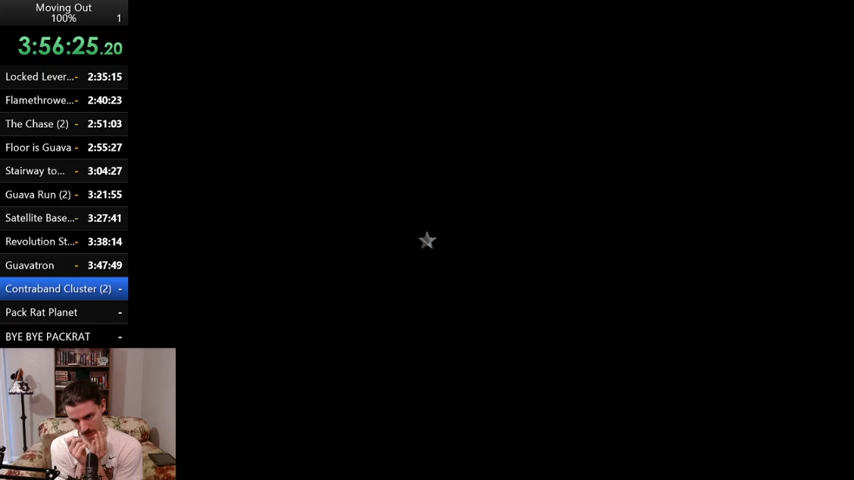 Moving Out
100% 1
3:56:25.20
Locked Lever...- 2:35:15
Flamethrowe...- 2:40:23
The Chase (2) - 2:51:03
Floor is Guava - 2:55:27
Stairway to... - 3:04:27
Guava Run (2) - 3:21:55
Satellite Base...- 3:27:41
Revolution St...- 3:38:14
Guavatron - 3:47:49
Contraband Cluster (2) -
Pack Rat Planet -
BYE BYE PACKRAT -